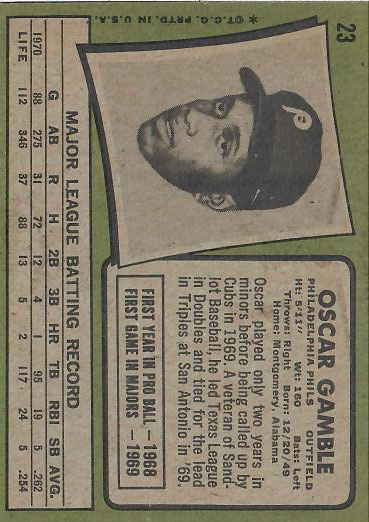 23
✶©T.C.G. PRTD. IN U.S.A.
OSCAR GAMBLE
PHILADELPHIA PHILS OUTFIELD
Ht: 5'11" Wt: 160 Bats: Left
Throws: Right Born: 12/20/49
Home: Montgomery, Alabama
Oscar played only two years in
minors before being called up by
Cubs in 1969. A veteran of Sand-
lot Baseball, he led Texas League
in Doubles and tied for the lead
in Triples at San Antonio in '69.
FIRST YEAR IN PRO BALL, — 1968
FIRST GAME IN MAJORS — 1969
P
MAJOR LEAGUE BATTING RECORD
G AB R H 2B 3B HR TB RBI SB AVG.
1970 88 275 31 72 12 4 1 95 19 5 .262
LIFE 112 346 37 88 13 5 2 117 24 5 .254